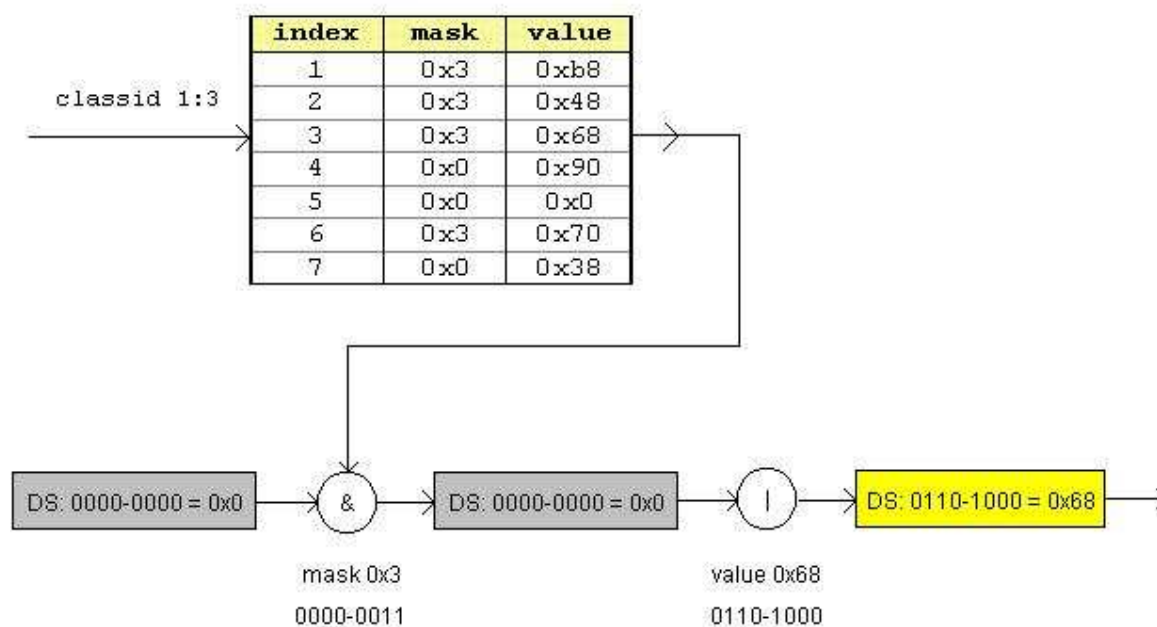 index mask value
1 0x3 0xb8
classid 1:3
2 0x3 0x48
3 0x3 0x68
4 0x0 0x90
5 0x0 0x0
6 0x3 0x70
7 0x0 0x38
DS: 0000-0000 = 0x0 & DS: 0000-0000 = 0x0 | DS: 0110-1000 = 0x68
mask 0x3 value 0x68
0000-0011 0110-1000